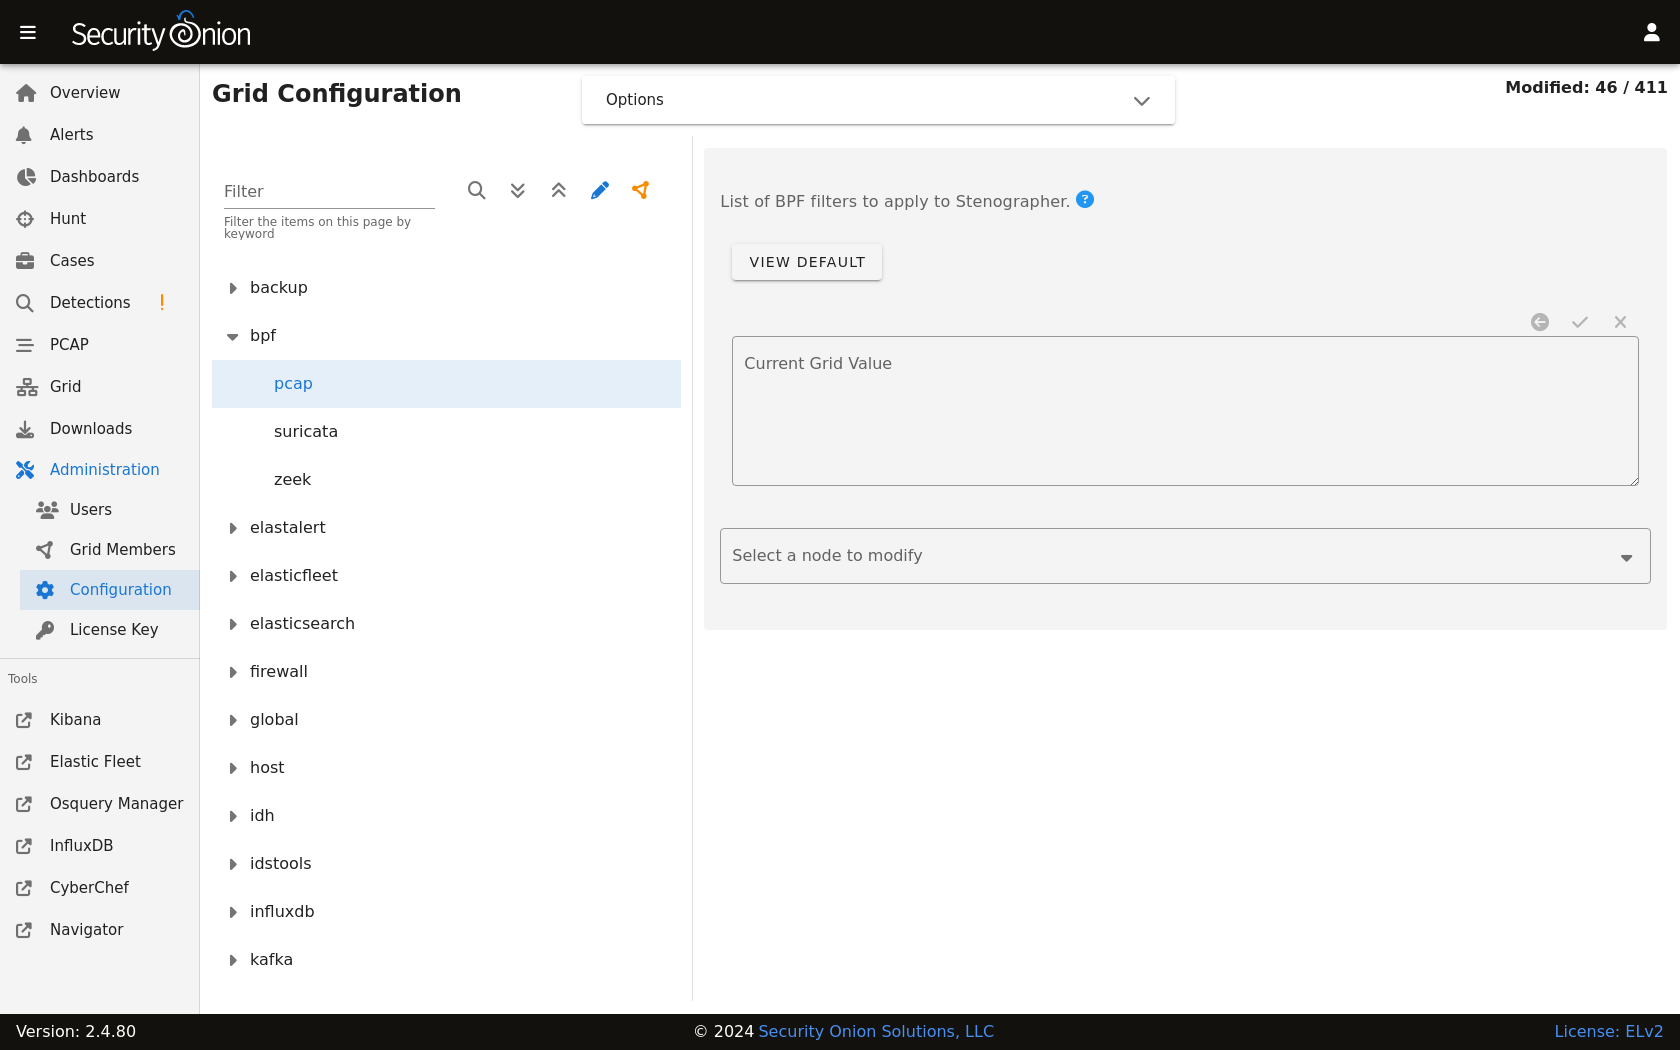 Security Onion
Overview
Alerts
Dashboards
Hunt
Cases
Detections !
PCAP
Grid
Downloads
Administration
Users
Grid Members
Configuration
License Key
Tools
Kibana
Elastic Fleet
Osquery Manager
InfluxDB
CyberChef
Navigator
Grid Configuration
Options
Modified: 46 / 411
Filter
Filter the items on this page by
keyword
backup
bpf
pcap
suricata
zeek
elastalert
elasticfleet
elasticsearch
firewall
global
host
idh
idstools
influxdb
kafka
List of BPF filters to apply to Stenographer. ?
VIEW DEFAULT
Current Grid Value
Select a node to modify
Version: 2.4.80
© 2024 Security Onion Solutions, LLC
License: ELv2